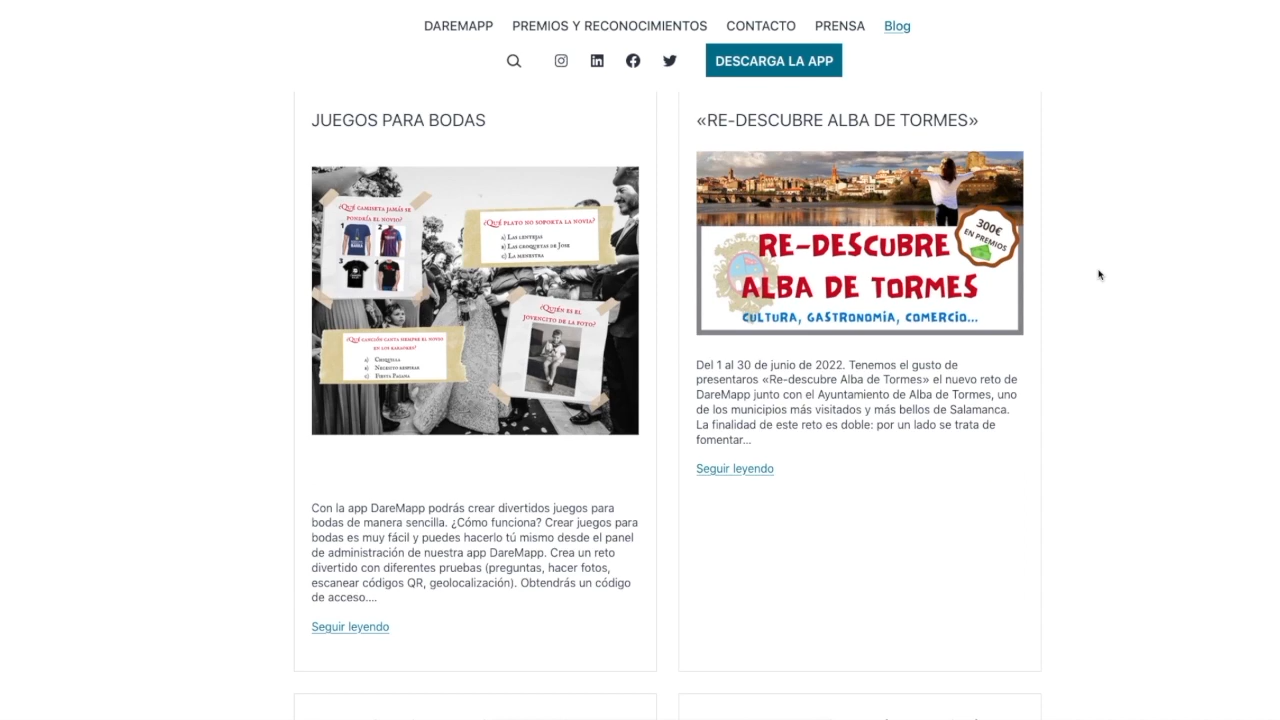 DAREMAPP PREMIOS Y RECONOCIMIENTOS CONTACTO PRENSA Blog
DESCARGA LA APP
JUEGOS PARA BODAS
¿Qué camiseta jamás se
pondría el novio?
1 2
3 4
¿Qué plato no soporta la novia?
a) Las lentejas
b) Las croquetas de Jose
c) La menestra
¿Quién es el
jovencito de la foto?
¿Qué canción canta siempre el novio
en los karaokes?
a) Chiquilla
b) Necesito respirar
c) Fiesta Pagana
Con la app DareMapp podrás crear divertidos juegos para
bodas de manera sencilla. ¿Cómo funciona? Crear juegos para
bodas es muy fácil y puedes hacerlo tú mismo desde el panel
de administración de nuestra app DareMapp. Crea un reto
divertido con diferentes pruebas (preguntas, hacer fotos,
escanear códigos QR, geolocalización). Obtendrás un código
de acceso....
Seguir leyendo
«RE-DESCUBRE ALBA DE TORMES»
300€
EN PREMIOS
RE-DESCUBRE
ALBA DE TORMES
CULTURA, GASTRONOMÍA, COMERCIO...
Del 1 al 30 de junio de 2022. Tenemos el gusto de
presentaros «Re-descubre Alba de Tormes» el nuevo reto de
DareMapp junto con el Ayuntamiento de Alba de Tormes, uno
de los municipios más visitados y más bellos de Salamanca.
La finalidad de este reto es doble: por un lado se trata de
fomentar...
Seguir leyendo